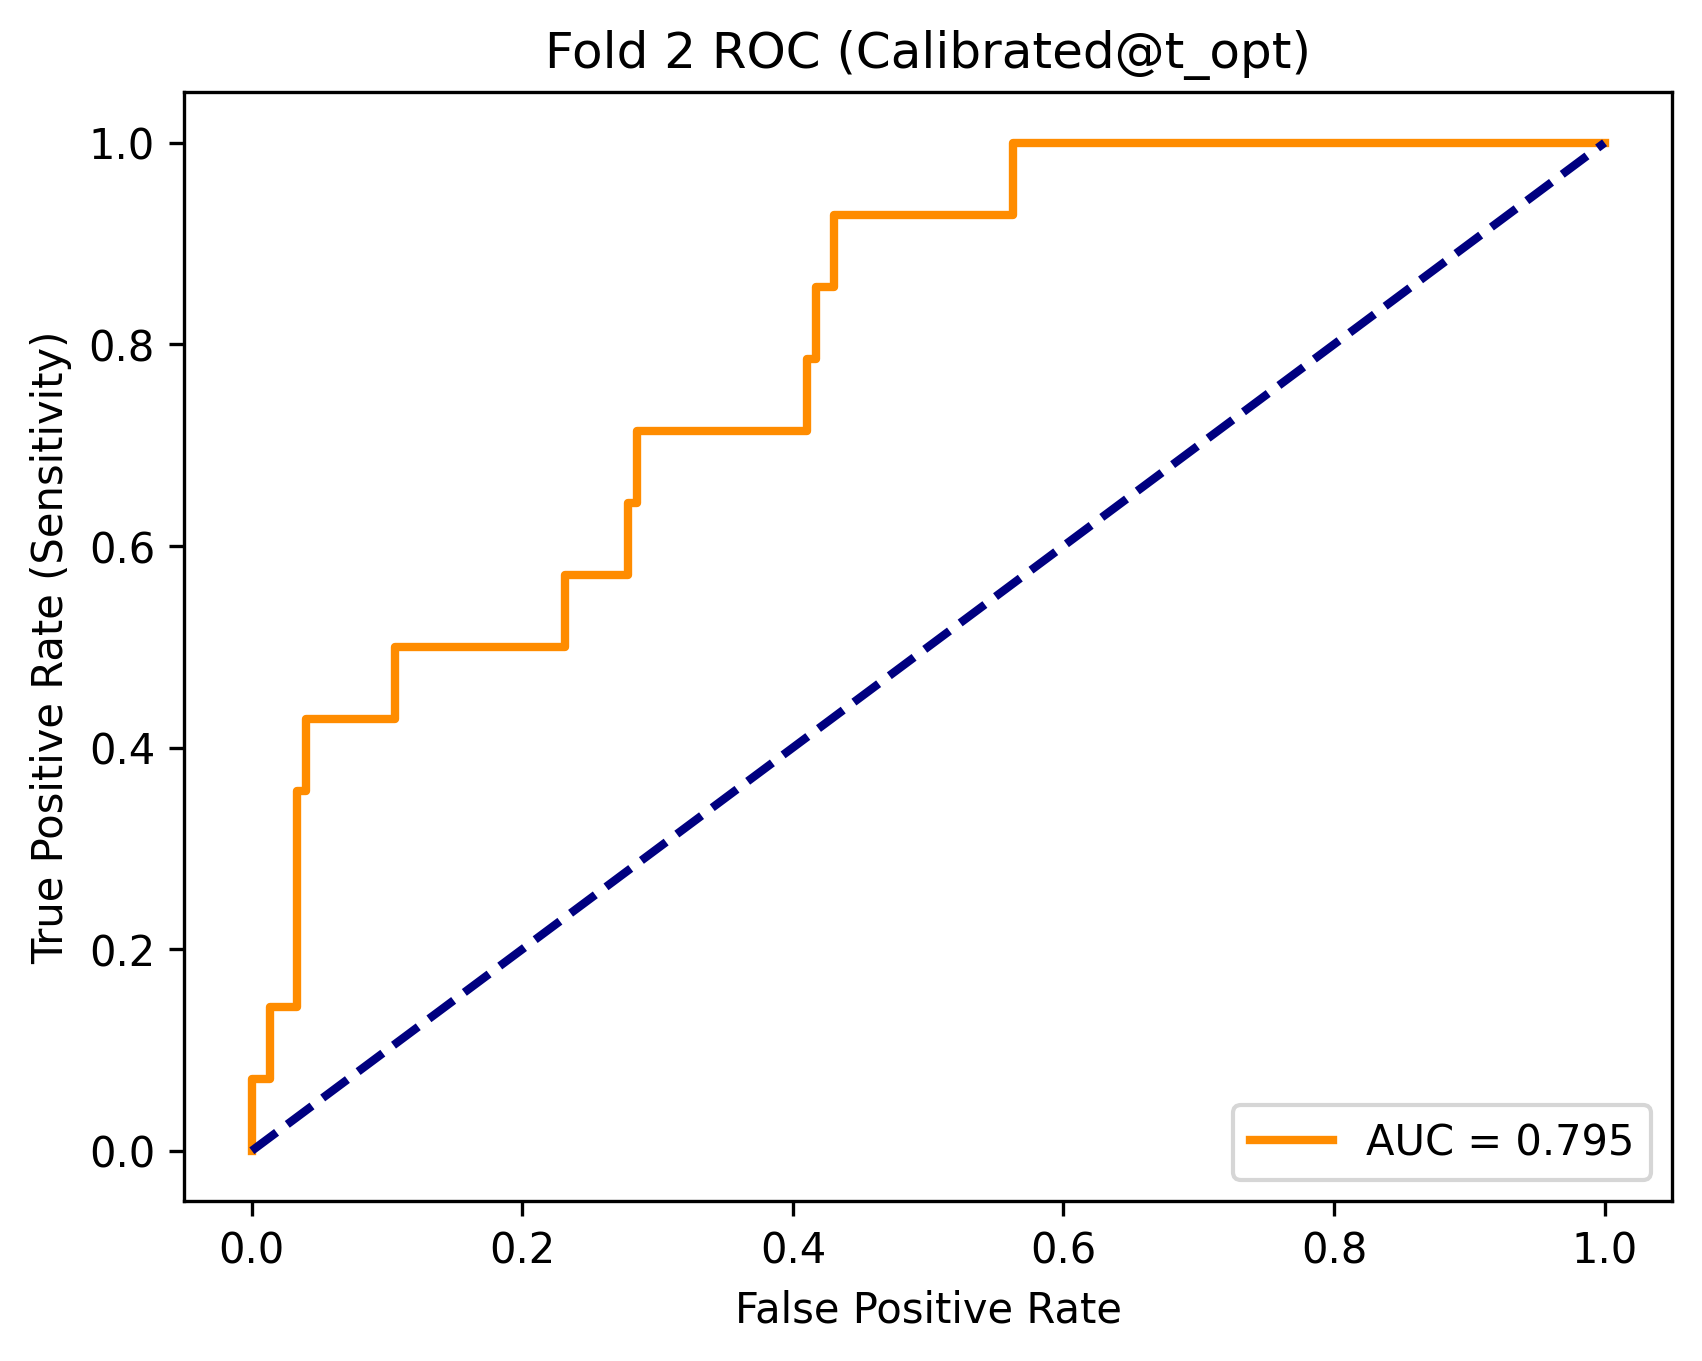 Fold 2 ROC (Calibrated@t_opt)
True Positive Rate (Sensitivity)
1.0
0.8
0.6
0.4
0.2
0.0
AUC = 0.795
0.0 0.2 0.4 0.6 0.8 1.0
False Positive Rate